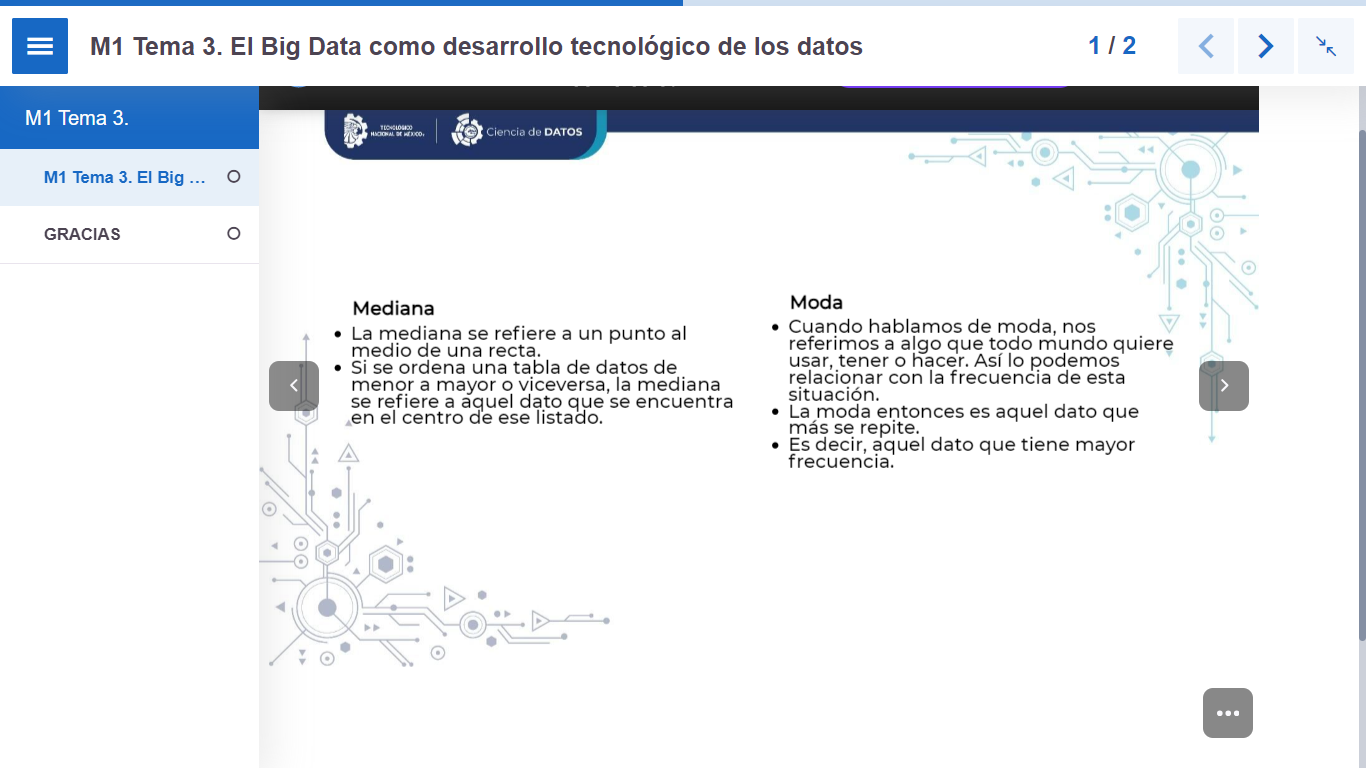 M1 Tema 3. El Big Data como desarrollo tecnológico de los datos
1 / 2
M1 Tema 3.
M1 Tema 3. El Big ...
GRACIAS
TECNOLÓGICO
NACIONAL DE MÉXICO
Ciencia de DATOS
Mediana
La mediana se refiere a un punto al
medio de una recta.
Si se ordena una tabla de datos de
menor a mayor o viceversa, la mediana
se refiere a aquel dato que se encuentra
en el centro de ese listado.
Moda
Cuando hablamos de moda, nos
referimos a algo que todo mundo quiere
usar, tener o hacer. Así lo podemos
relacionar con la frecuencia de esta
situación.
La moda entonces es aquel dato que
más se repite.
Es decir, aquel dato que tiene mayor
frecuencia.